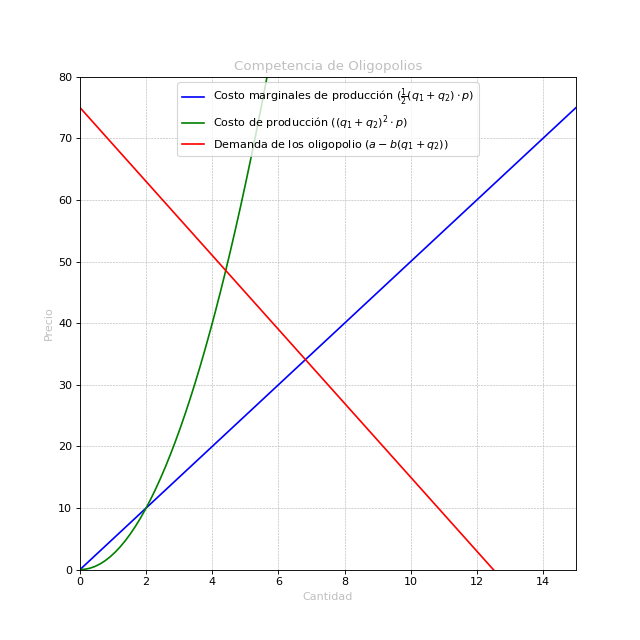 Competencia de Oligopolios
Costo marginales de producción (½(q₁ + q₂) · p)
Costo de producción ((q₁ + q₂)² · p)
Demanda de los oligopolio (a − b(q₁ + q₂))
80
70
60
50
40
30
20
10
0
Precio
0 2 4 6 8 10 12 14
Cantidad